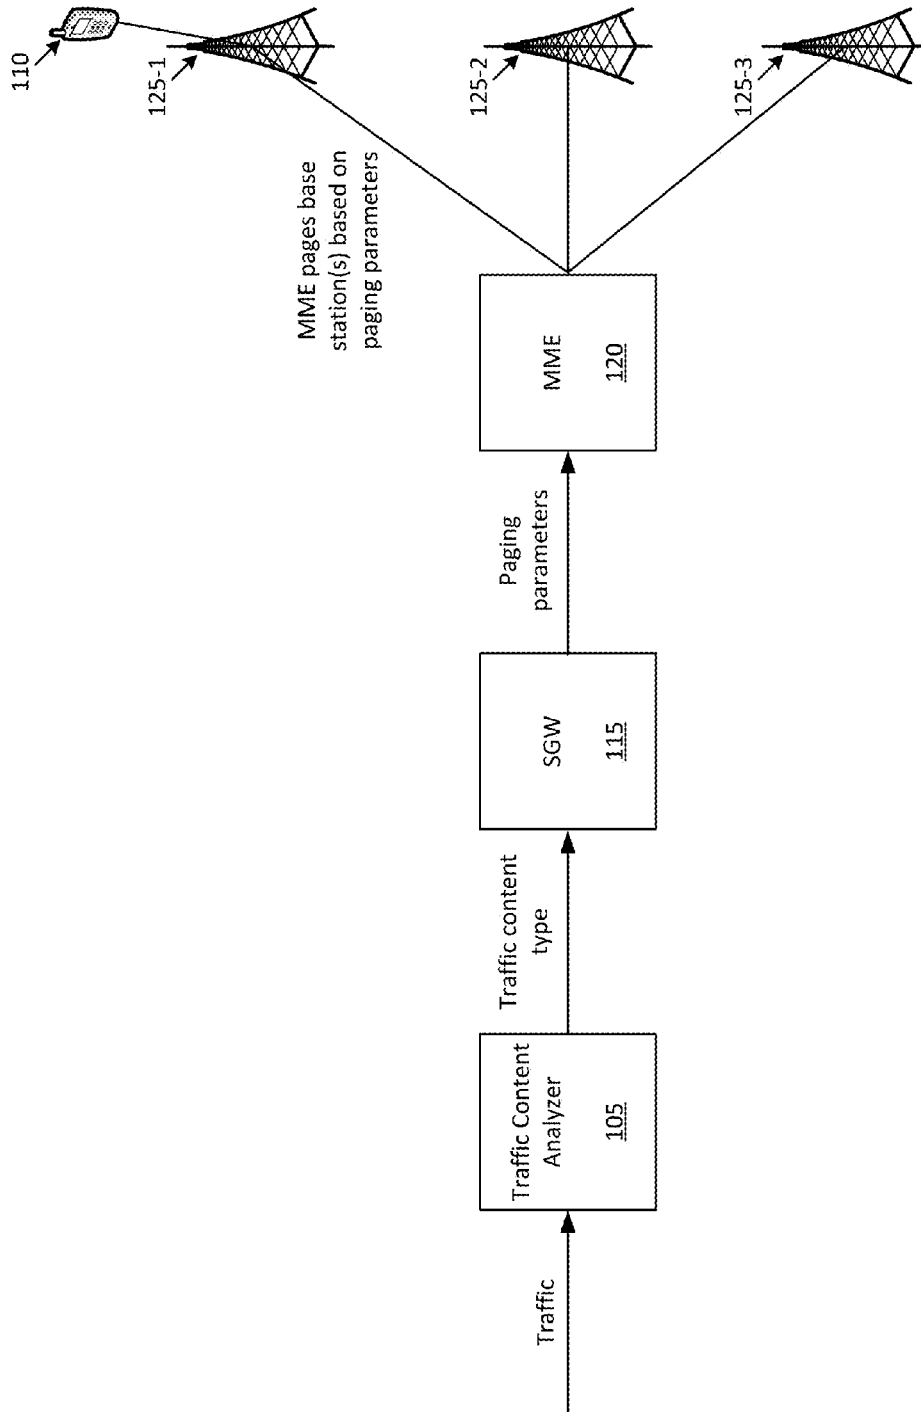 Traffic
Traffic Content
Analyzer
105
Traffic content
type
SGW
115
Paging
parameters
MME
120
MME pages base
station(s) based on
paging parameters
110
125-1
125-2
125-3